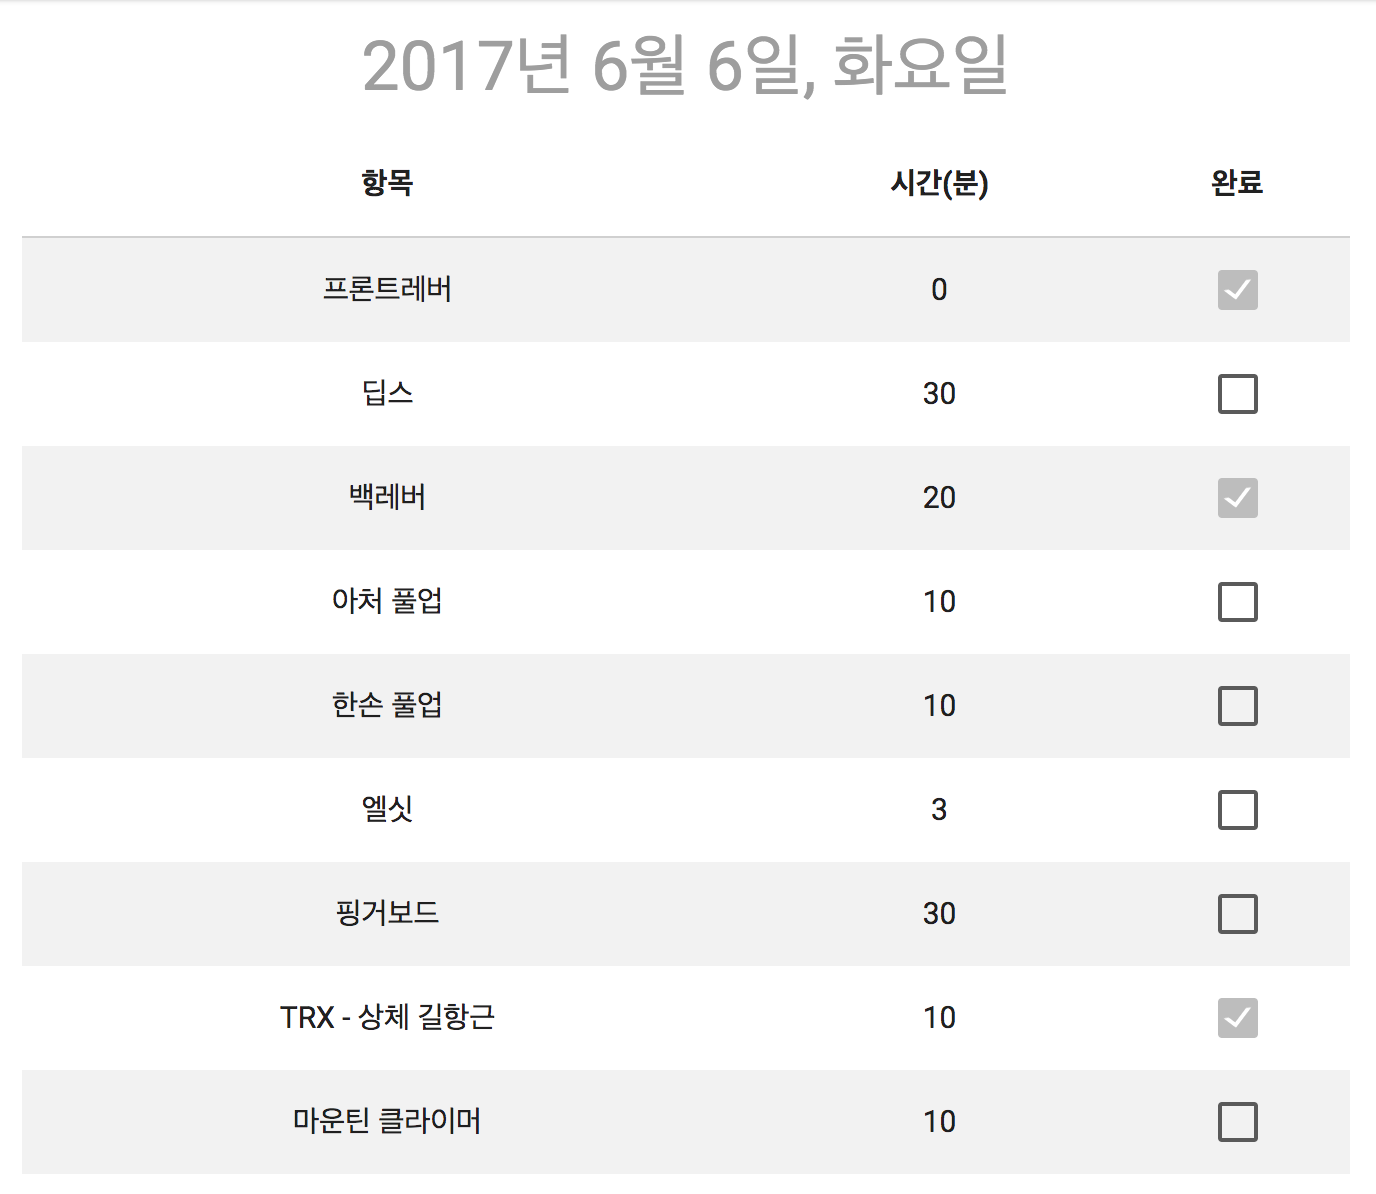 2017년 6월 6일, 화요일
항목 시간(분) 완료
프론트레버 0
딥스 30
백레버 20
아처 풀업 10
한손 풀업 10
엘싯 3
핑거보드 30
TRX - 상체 길항근 10
마운틴 클라이머 10